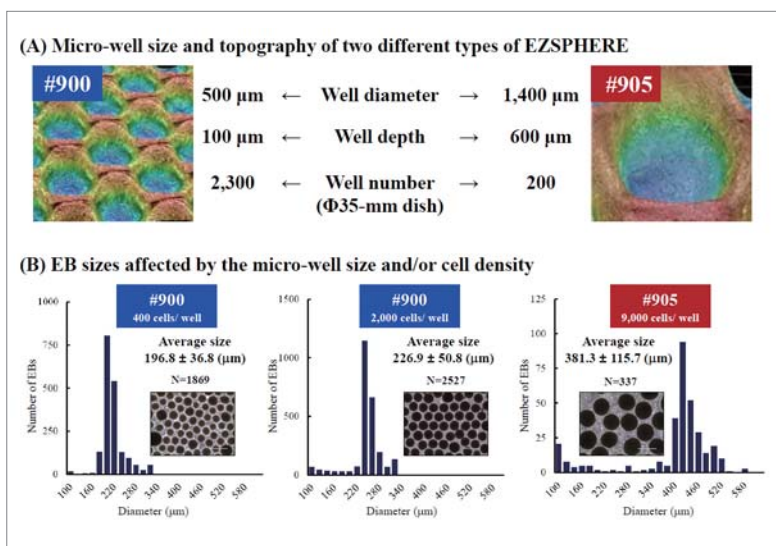 (A) Micro-well size and topography of two different types of EZSPHERE
#900
500 µm ← Well diameter → 1,400 µm
#905
100 µm ← Well depth → 600 µm
2,300 ← Well number → 200
(Φ35-mm dish)
(B) EB sizes affected by the micro-well size and/or cell density
#900
400 cells/ well
Average size
196.8 ± 36.8 (µm)
N=1869
Number of EBs
1000
750
500
250
0
100 160 220 280 340 400 460 520 580
Diameter (µm)
#900
2,000 cells/ well
Average size
226.9 ± 50.8 (µm)
N=2527
Number of EBs
1500
1000
500
0
100 160 220 280 340 400 460 520 580
Diameter (µm)
#905
9,000 cells/ well
Average size
381.3 ± 115.7 (µm)
N=337
Number of EBs
125
100
75
50
25
0
100 160 220 280 340 400 460 520 580
Diameter (µm)